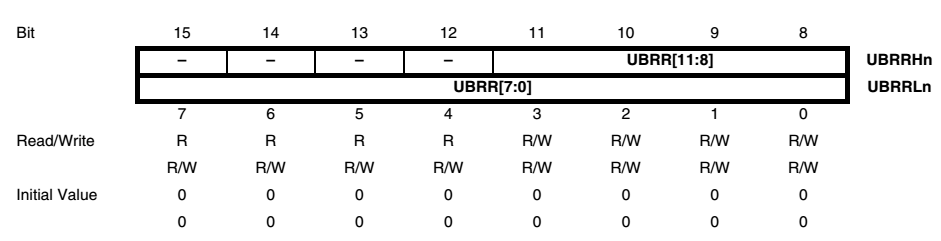 Bit 15 14 13 12 11 10 9 8
– – – – UBRR[11:8] UBRRHn
UBRR[7:0] UBRRLn
7 6 5 4 3 2 1 0
Read/Write R R R R R/W R/W R/W R/W
R/W R/W R/W R/W R/W R/W R/W R/W
Initial Value 0 0 0 0 0 0 0 0
0 0 0 0 0 0 0 0